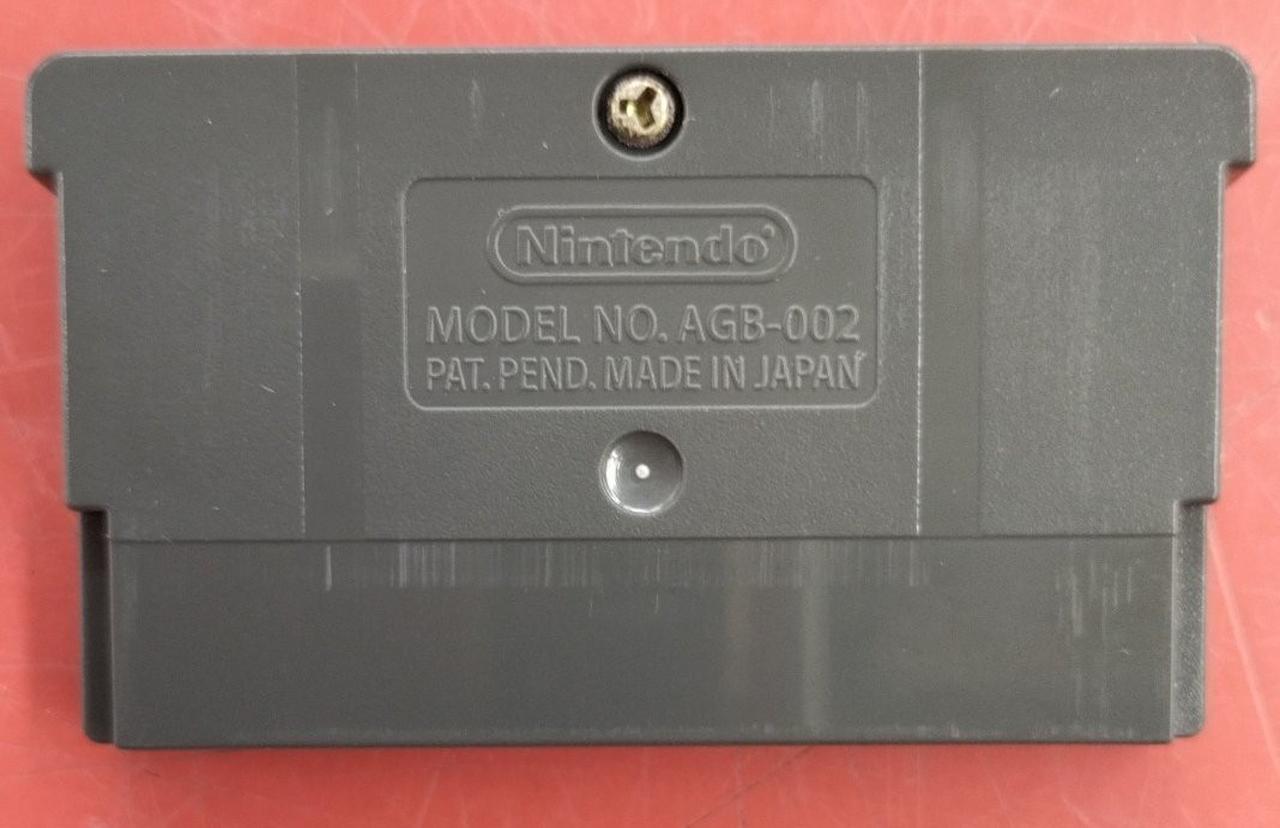 Nintendo®
MODEL NO. AGB-002
PAT. PEND. MADE IN JAPAN